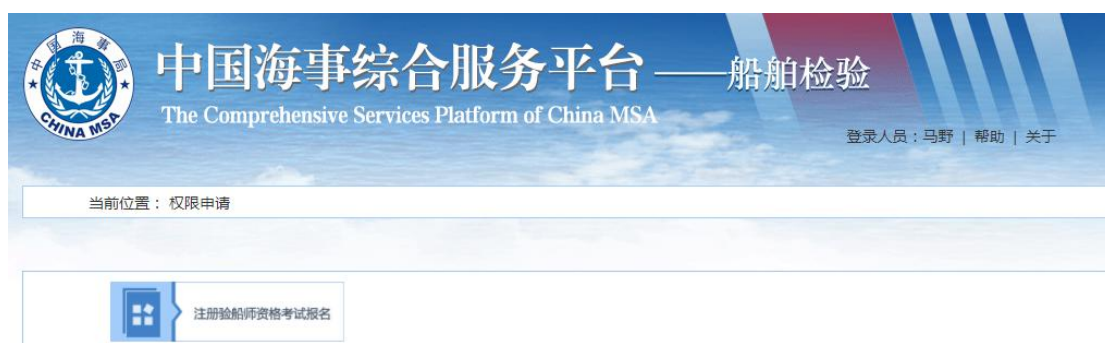 中国海事局
CHINA MSA
中国海事综合服务平台——船舶检验
The Comprehensive Services Platform of China MSA
登录人员：马野 | 帮助 | 关于
当前位置： 权限申请
注册验船师资格考试报名